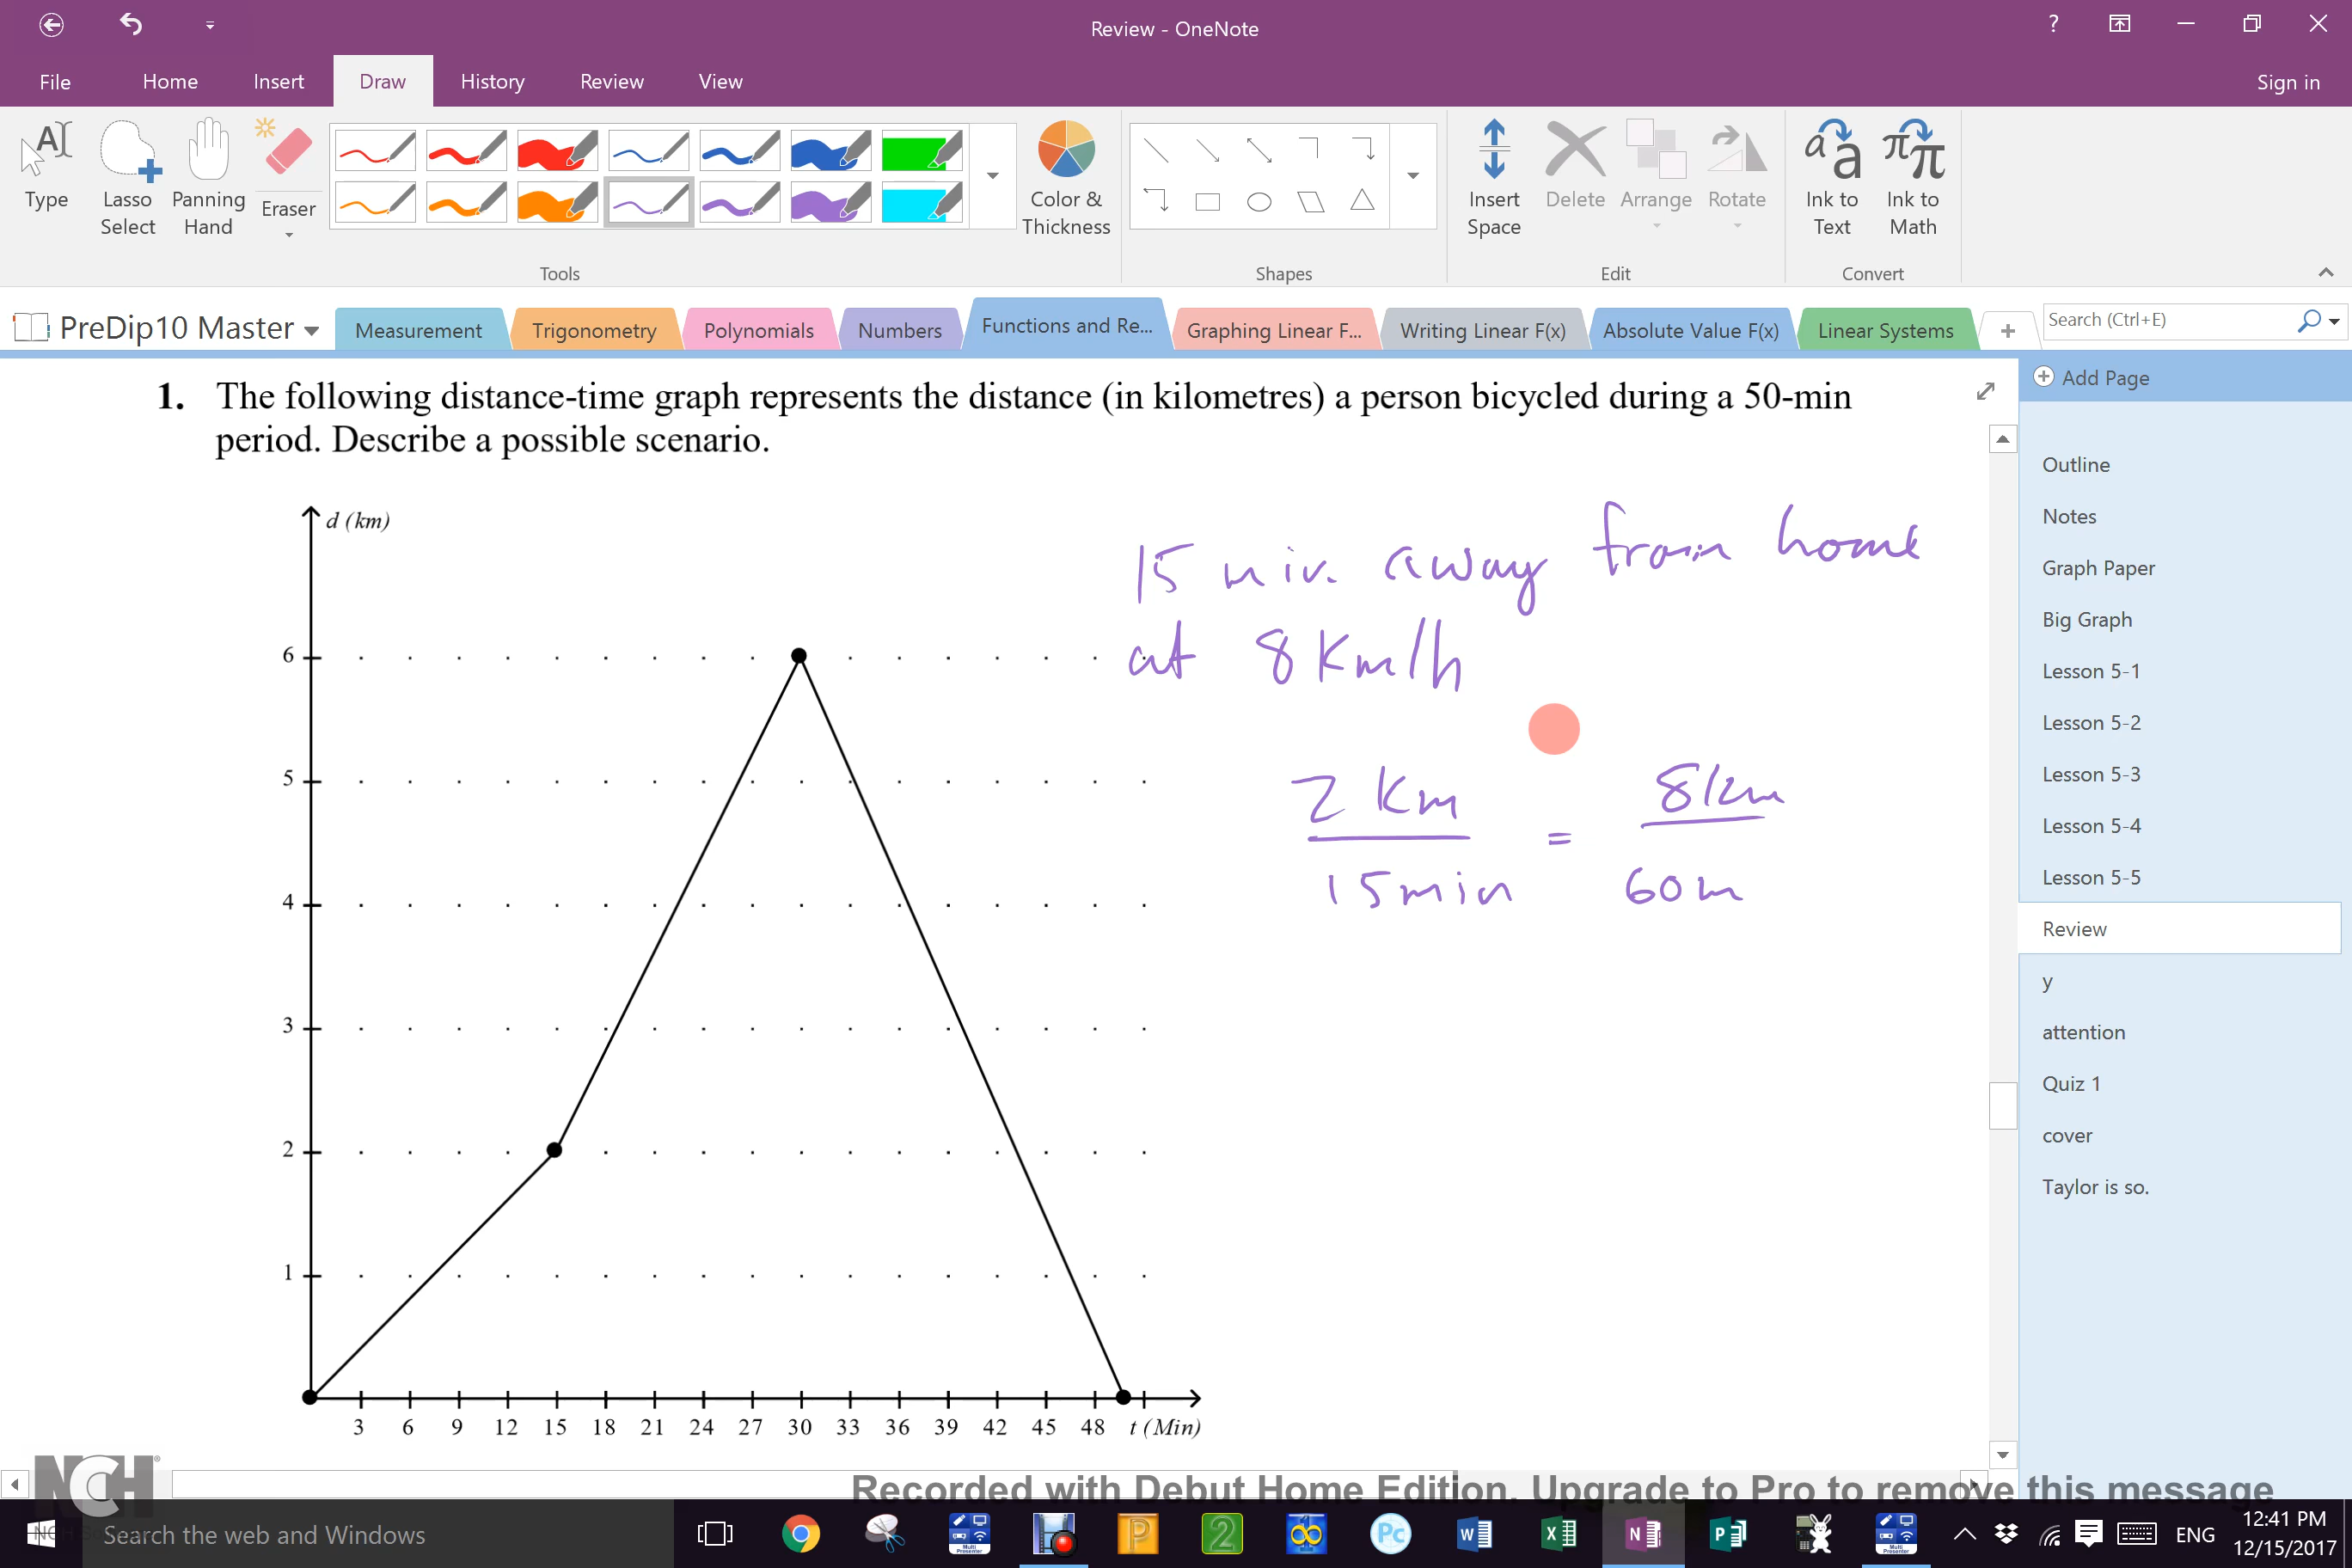 Review - OneNote
?
File Home Insert Draw History Review View
Sign in
Type
Lasso Select
Panning Hand
Eraser
Color & Thickness
Insert Space
Delete
Arrange
Rotate
Ink to Text
Ink to Math
Tools
Shapes
Edit
Convert
PreDip10 Master
Measurement
Trigonometry
Polynomials
Numbers
Functions and Re...
Graphing Linear F...
Writing Linear F(x)
Absolute Value F(x)
Linear Systems
+
Search (Ctrl+E)
1. The following distance-time graph represents the distance (in kilometres) a person bicycled during a 50-min
period. Describe a possible scenario.
d (km)
6
5
4
3
2
1
3 6 9 12 15 18 21 24 27 30 33 36 39 42 45 48 t (Min)
15 min away from home
at 8 Km/h
2 Km = 8 km
15 min 60 m
Add Page
Outline
Notes
Graph Paper
Big Graph
Lesson 5-1
Lesson 5-2
Lesson 5-3
Lesson 5-4
Lesson 5-5
Review
y
attention
Quiz 1
cover
Taylor is so.
NCH
Recorded with Debut Home Edition. Upgrade to Pro to remove this message
Search the web and Windows
ENG
12:41 PM
12/15/2017